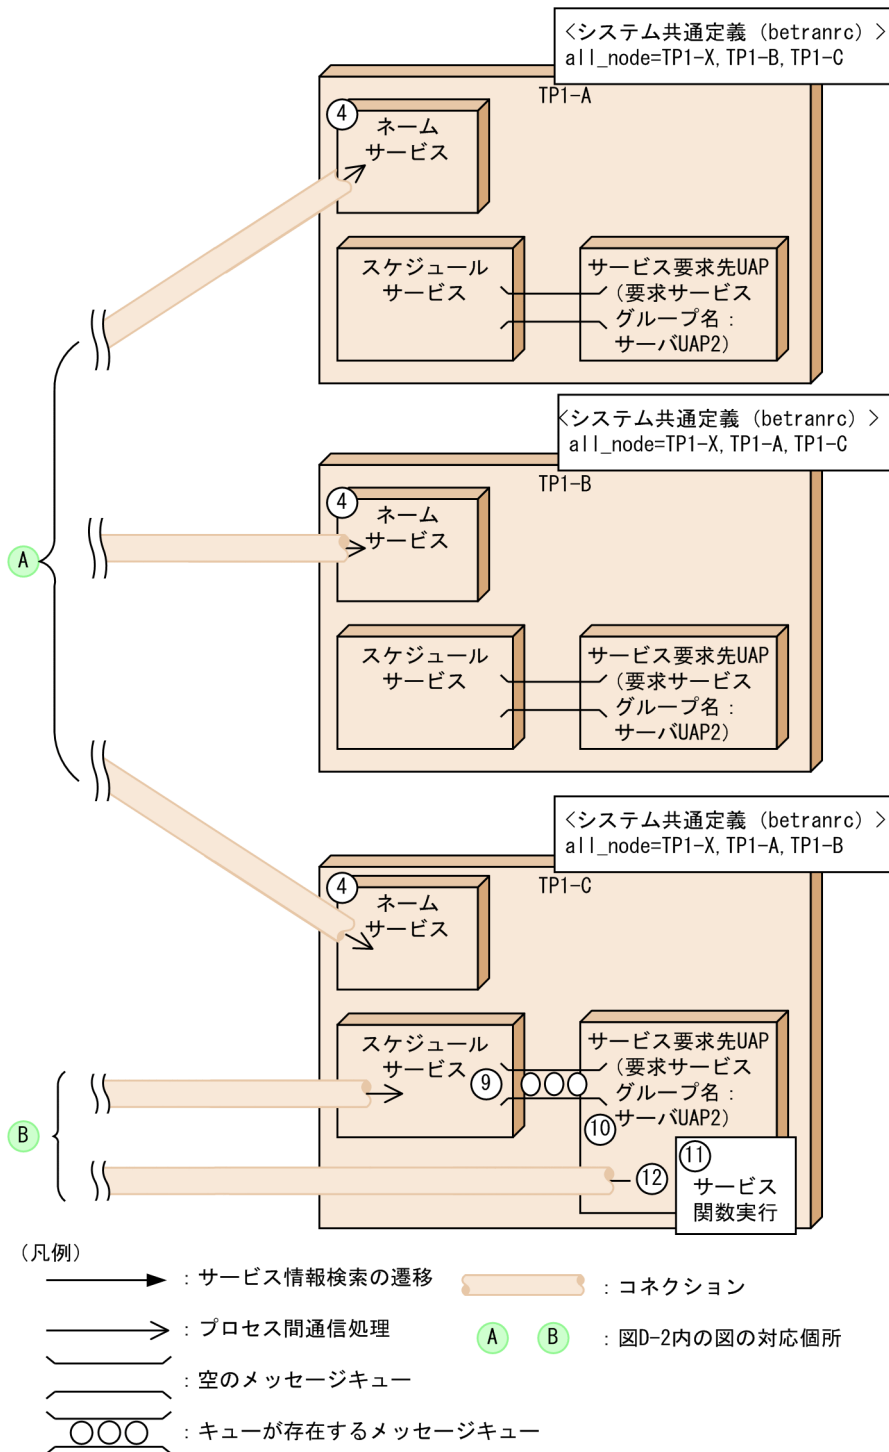 <システム共通定義（betranrc）>
all_node=TP1-X,TP1-B,TP1-C
TP1-A
④
ネーム
サービス
スケジュール
サービス
サービス要求先UAP
（要求サービス
グループ名：
サーバUAP2）
<システム共通定義（betranrc）>
all_node=TP1-X,TP1-A,TP1-C
TP1-B
④
ネーム
サービス
A
スケジュール
サービス
サービス要求先UAP
（要求サービス
グループ名：
サーバUAP2）
<システム共通定義（betranrc）>
all_node=TP1-X,TP1-A,TP1-B
TP1-C
④
ネーム
サービス
スケジュール
サービス
⑨
サービス要求先UAP
（要求サービス
グループ名：
サーバUAP2）
⑩
B
⑪
⑫
サービス
関数実行
（凡例）
：サービス情報検索の遷移
：コネクション
：プロセス間通信処理
A B ：図D-2内の図の対応個所
：空のメッセージキュー
：キューが存在するメッセージキュー